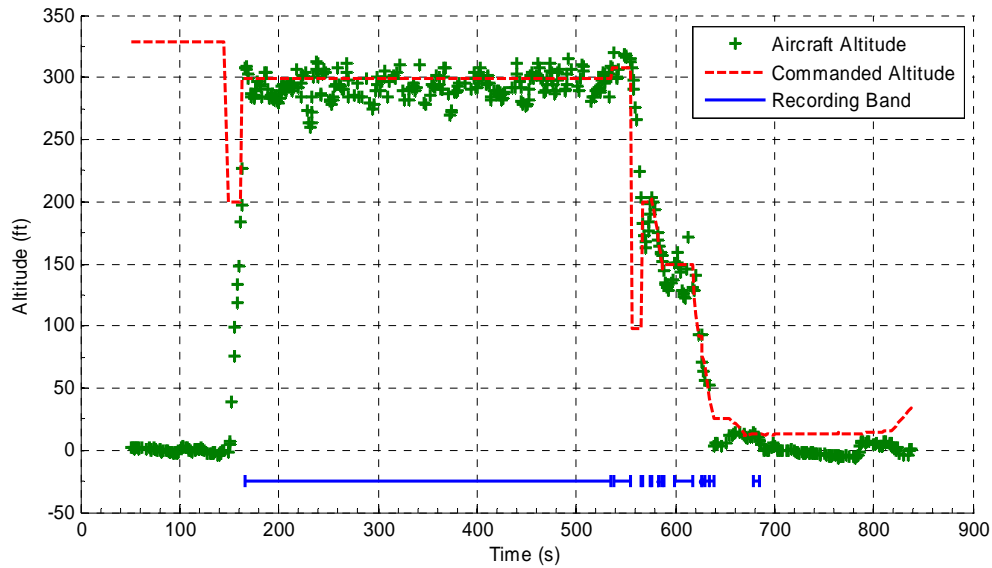 350
300
250
200
150
100
50
0
-50
Altitude (ft)
Aircraft Altitude
Commanded Altitude
Recording Band
0 100 200 300 400 500 600 700 800 900
Time (s)